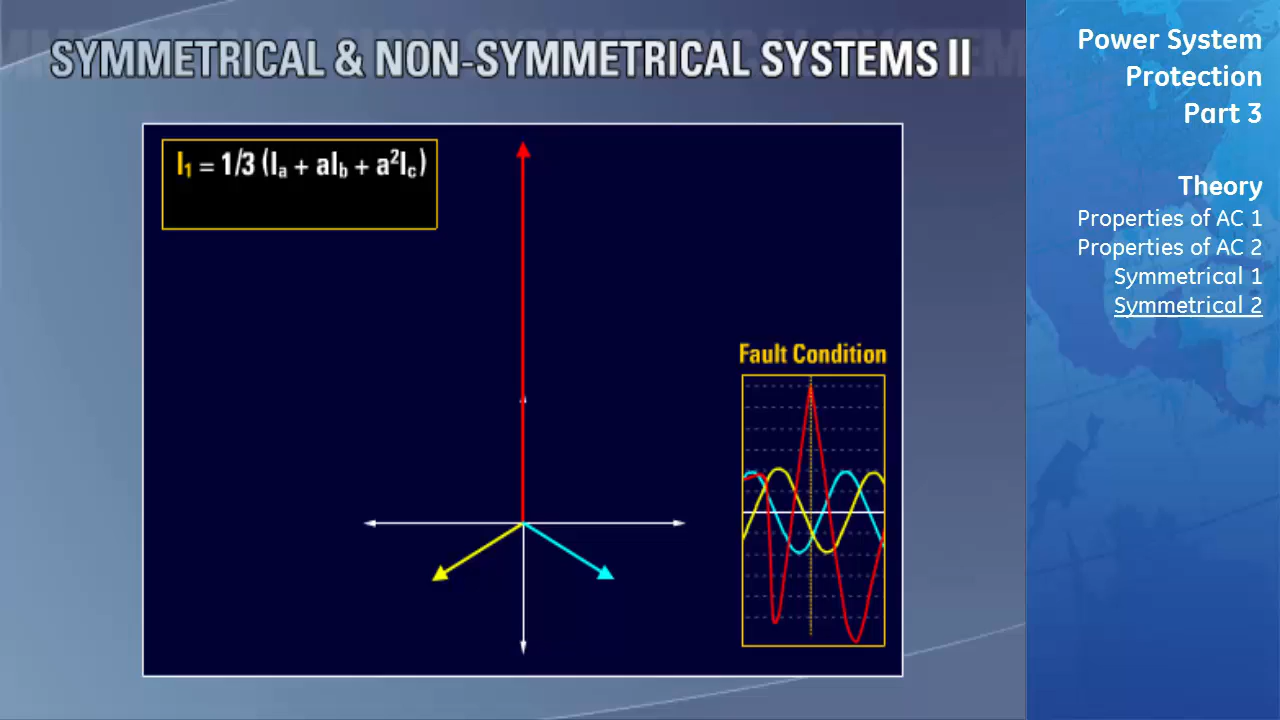 SYMMETRICAL & NON-SYMMETRICAL SYSTEMS II
I₁ = 1/3 (Iₐ + aI_b + a²I_c)
Fault Condition
Power System
Protection
Part 3
Theory
Properties of AC 1
Properties of AC 2
Symmetrical 1
Symmetrical 2